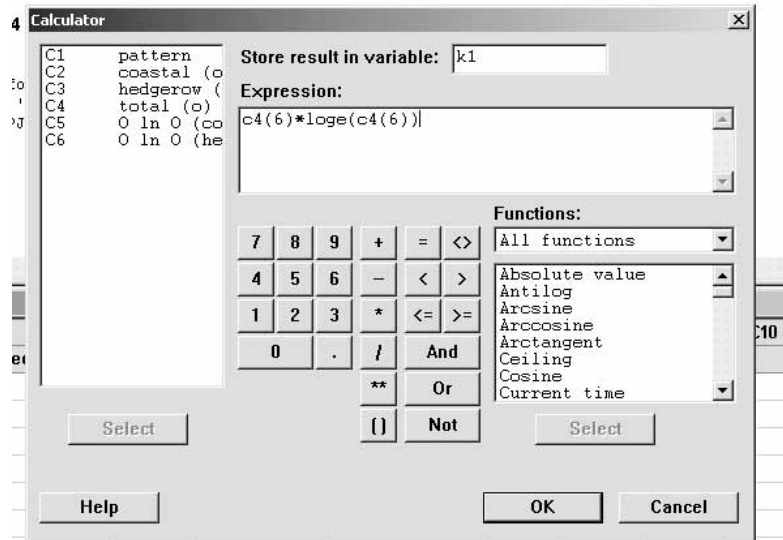 4 Calculator
C1 pattern
C2 coastal (o
C3 hedgerow (
C4 total (o)
C5 O ln O (co
C6 O ln O (he
Store result in variable: k1
Expression:
c4(6)*loge(c4(6))
Functions:
All functions
7 8 9 + = <>
4 5 6 – < >
1 2 3 * <= >=
0 . / And
** Or
() Not
Absolute value
Antilog
Arcsine
Arccosine
Arctangent
Ceiling
Cosine
Current time
Select
Select
Help
OK
Cancel
C10